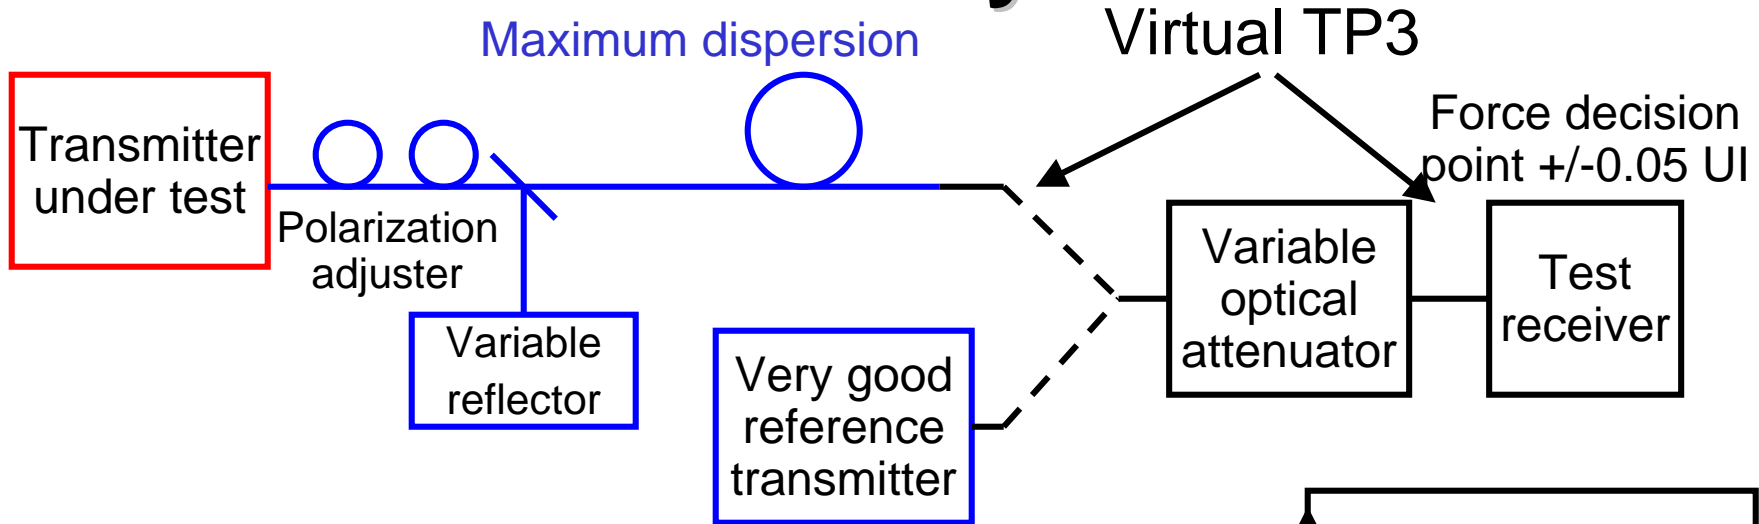 Maximum dispersion
Virtual TP3
Transmitter
under test
Force decision
point +/-0.05 UI
Polarization
adjuster
Variable
reflector
Very good
reference
transmitter
Variable
optical
attenuator
Test
receiver